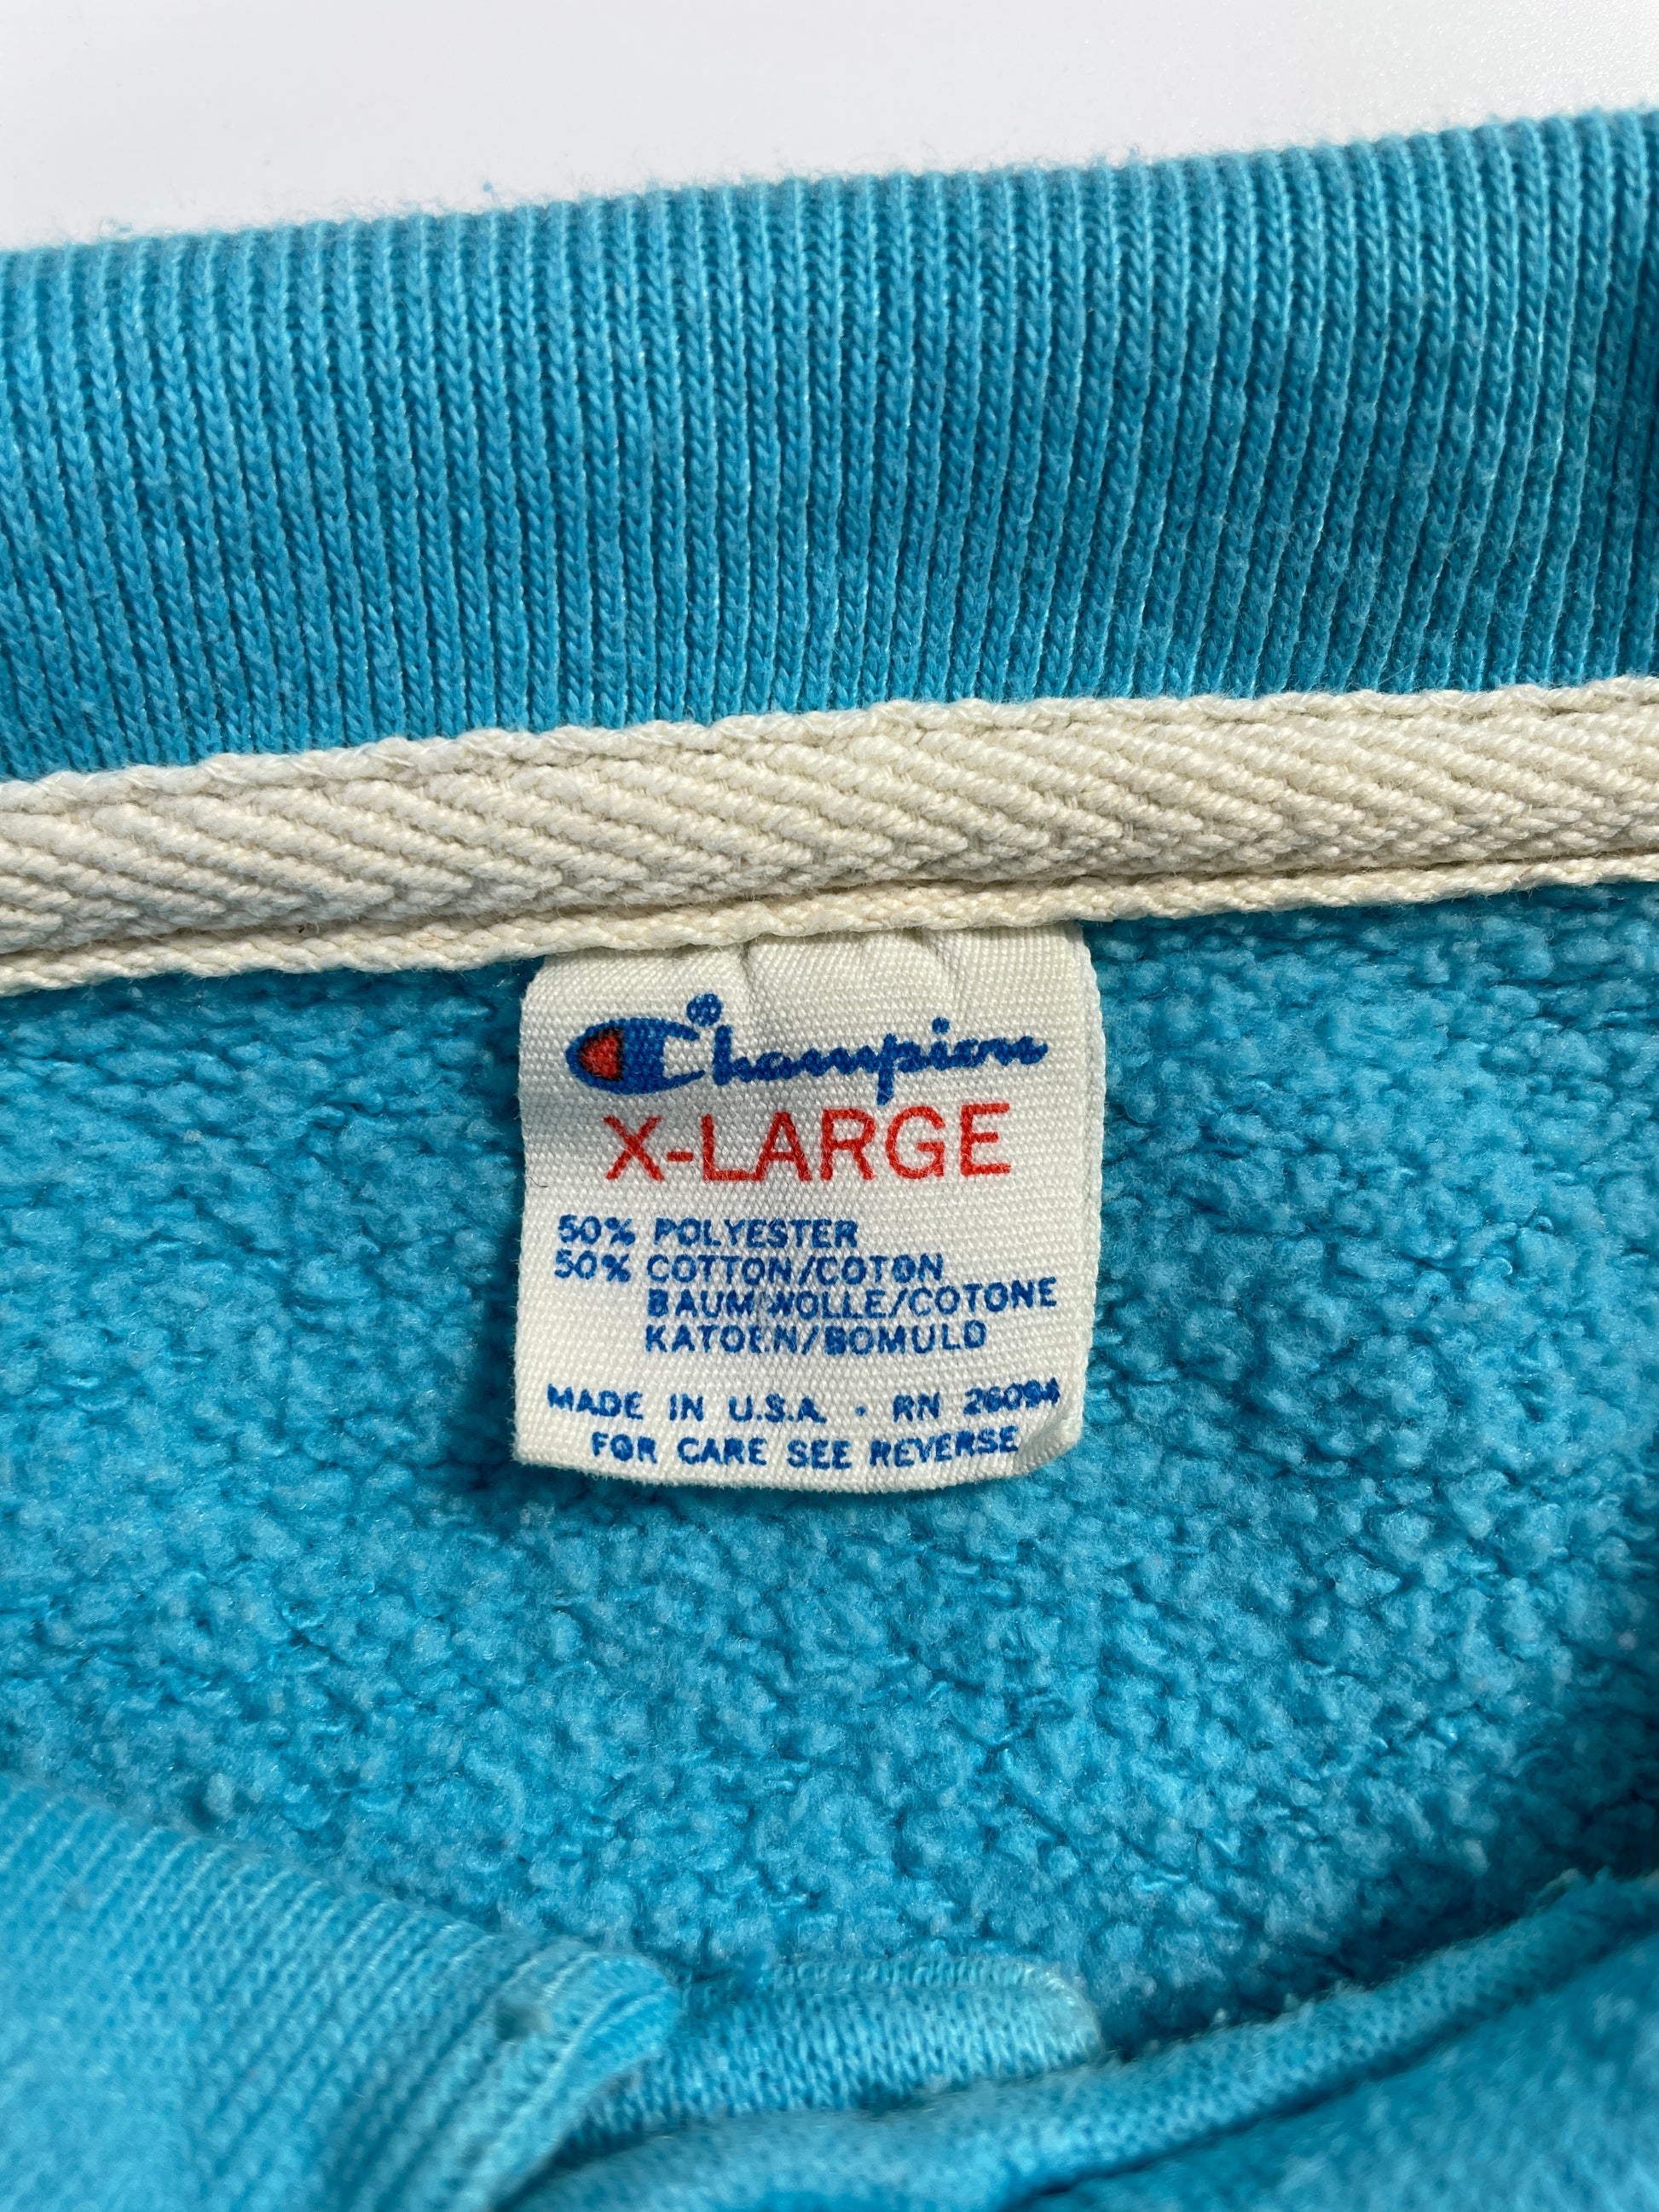 Champion®
X-LARGE
50% POLYESTER
50% COTTON/COTON
BAUMWOLLE/COTONE
KATOEN/BOMULD
MADE IN U.S.A. · RN 26094
FOR CARE SEE REVERSE